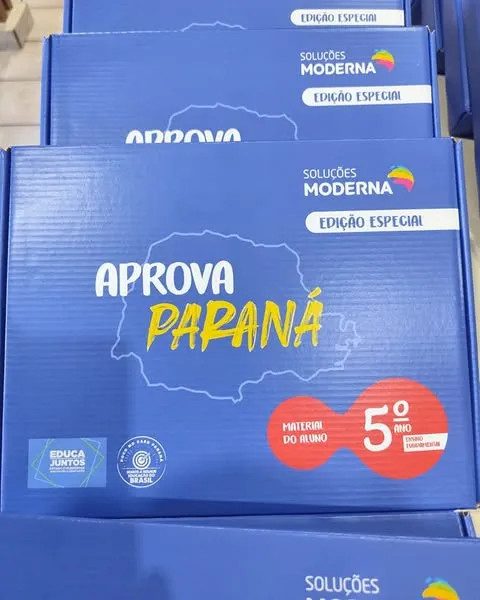 EDIÇÃO ESPECIAL
SOLUÇÕES
MODERNA
EDIÇÃO ESPECIAL
APROVA
SOLUÇÕES
MODERNA
EDIÇÃO ESPECIAL
APROVA
PARANÁ
MATERIAL
DO ALUNO
5º
ANO
ENSINO
FUNDAMENTAL
EDUCA
JUNTOS
BRASIL
SOLUÇÕES
MODERNA